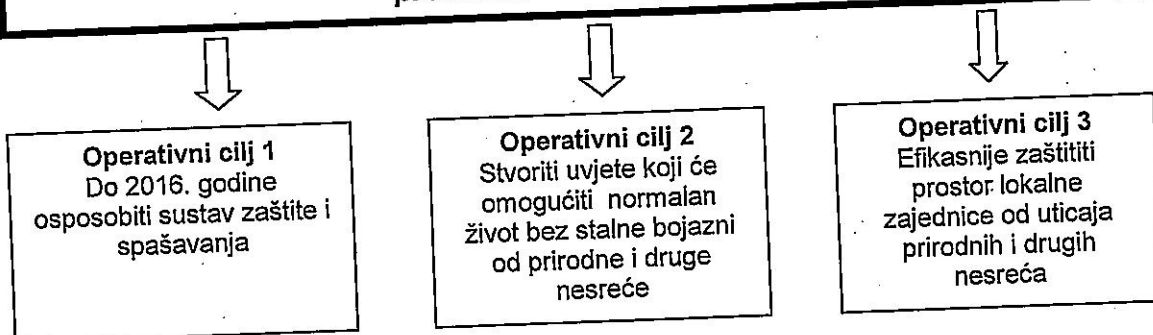 Operativni cilj 1
Do 2016. godine
osposobiti sustav zaštite i
spašavanja
Operativni cilj 2
Stvoriti uvjete koji će
omogućiti normalan
život bez stalne bojazni
od prirodne i druge
nesreće
Operativni cilj 3
Efikasnije zaštititi
prostor lokalne
zajednice od uticaja
prirodnih i drugih
nesreća